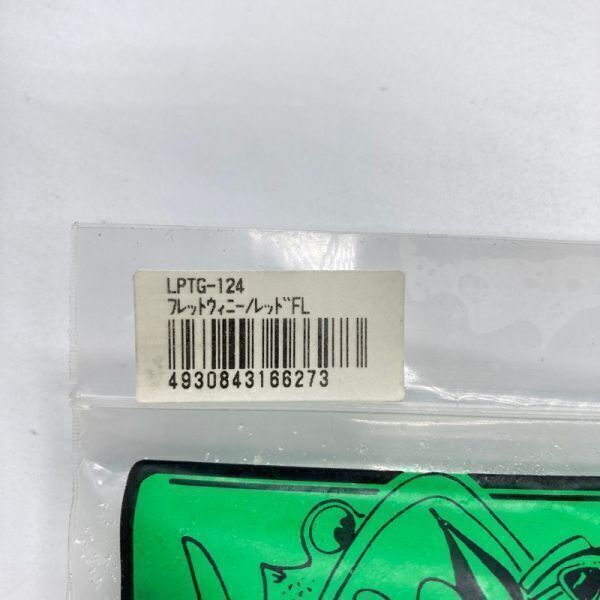 LPTG-124
ﾌﾚｯﾄｳｨﾆｰ/ﾚｯﾄﾞFL
4930843166273